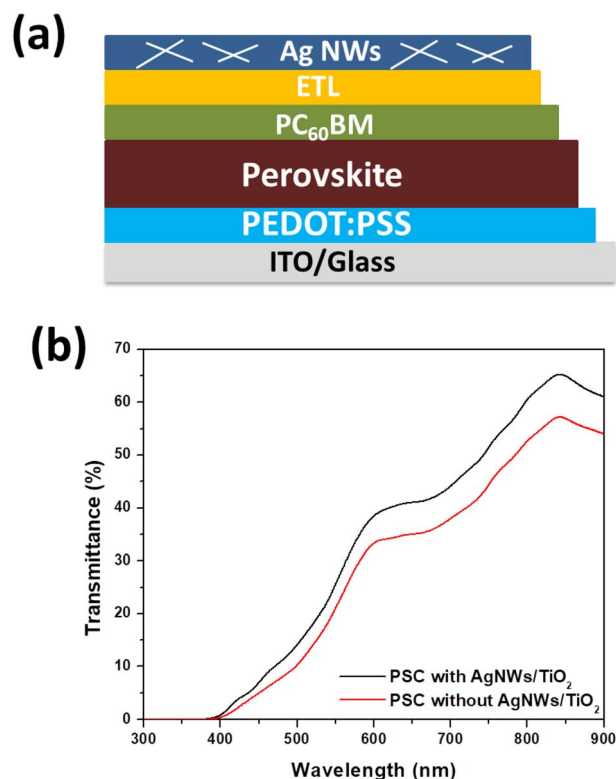 (a)
Ag NWs
ETL
PC₆₀BM
Perovskite
PEDOT:PSS
ITO/Glass
(b)
Transmittance (%)
70
60
50
40
30
20
10
0
PSC with AgNWs/TiO₂
PSC without AgNWs/TiO₂
300 400 500 600 700 800 900
Wavelength (nm)